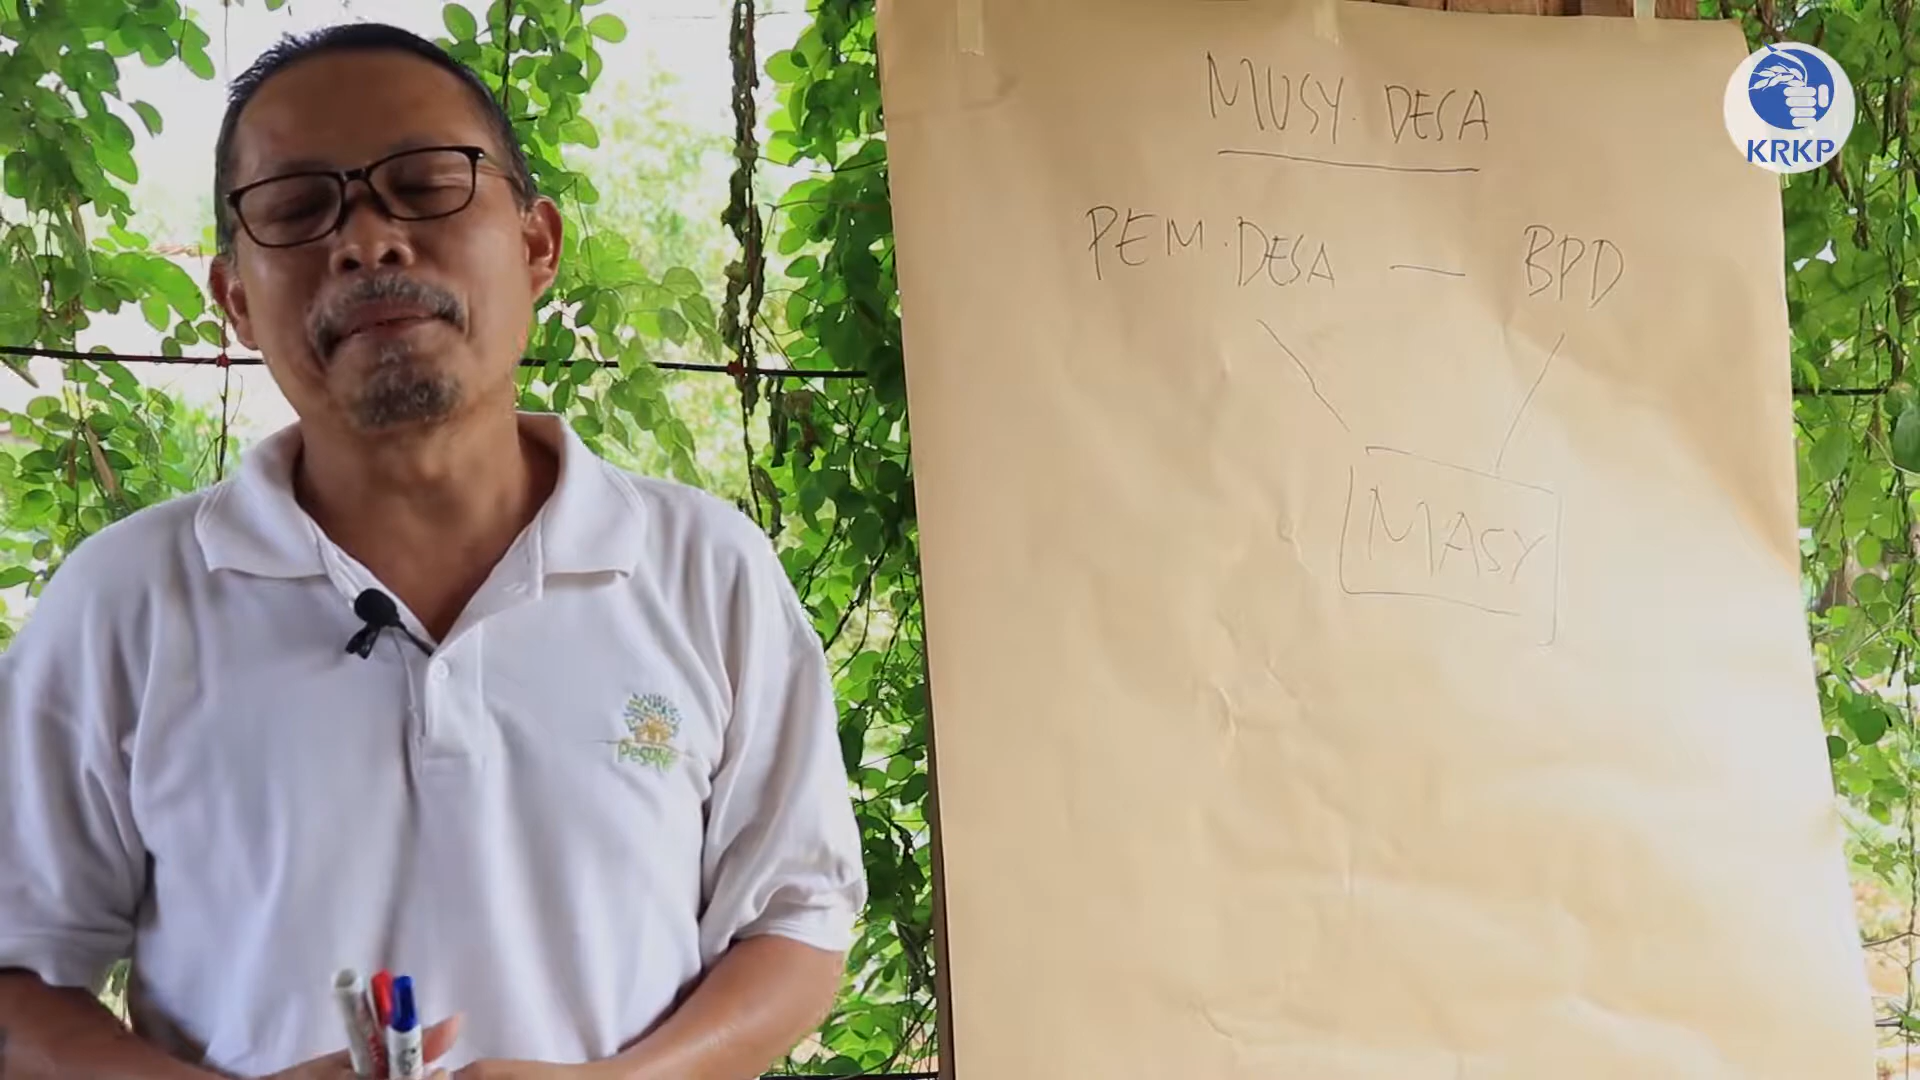 MUSY. DESA
PEM. DESA — BPD
MASY
KRKP